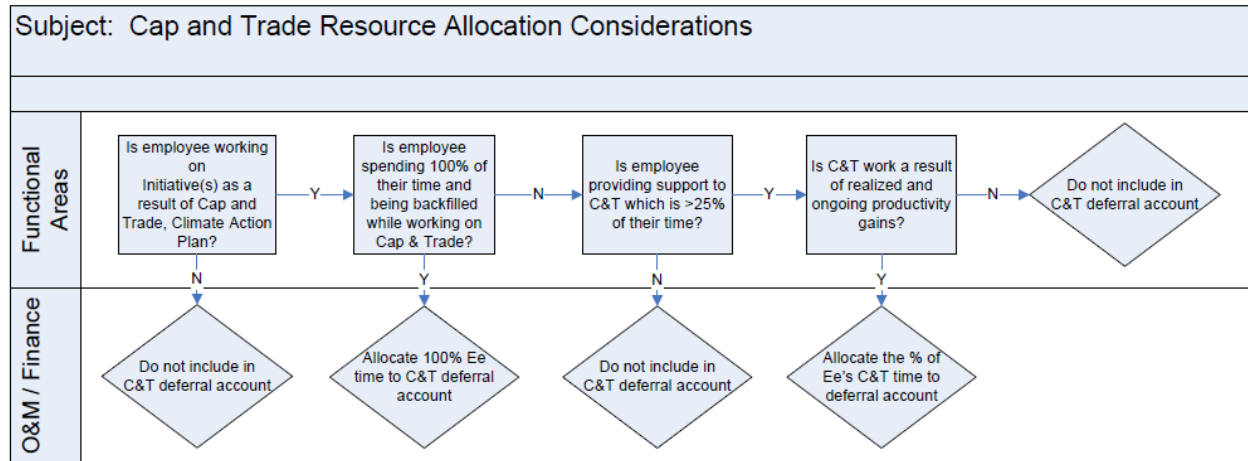 Subject:  Cap and Trade Resource Allocation Considerations
Functional
Areas
Is employee working
on
Initiative(s) as a
result of Cap and
Trade, Climate Action
Plan?
Y
Is employee
spending 100% of
their time and
being backfilled
while working on
Cap & Trade?
N
Is employee
providing support to
C&T which is >25%
of their time?
Y
Is C&T work a result
of realized and
ongoing productivity
gains?
N
Do not include in
C&T deferral account
N
Y
N
Y
O&M / Finance
Do not include in
C&T deferral account
Allocate 100% Ee
time to C&T deferral
account
Do not include in
C&T deferral account
Allocate the % of
Ee's C&T time to
deferral account